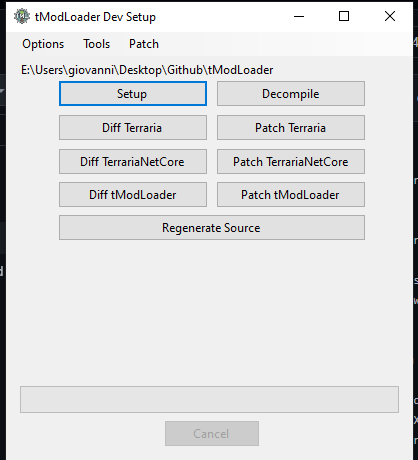 tModLoader Dev Setup
Options Tools Patch
E:\Users\giovanni\Desktop\Github\tModLoader
Setup Decompile
Diff Terraria Patch Terraria
Diff TerrariaNetCore Patch TerrariaNetCore
Diff tModLoader Patch tModLoader
Regenerate Source
Cancel